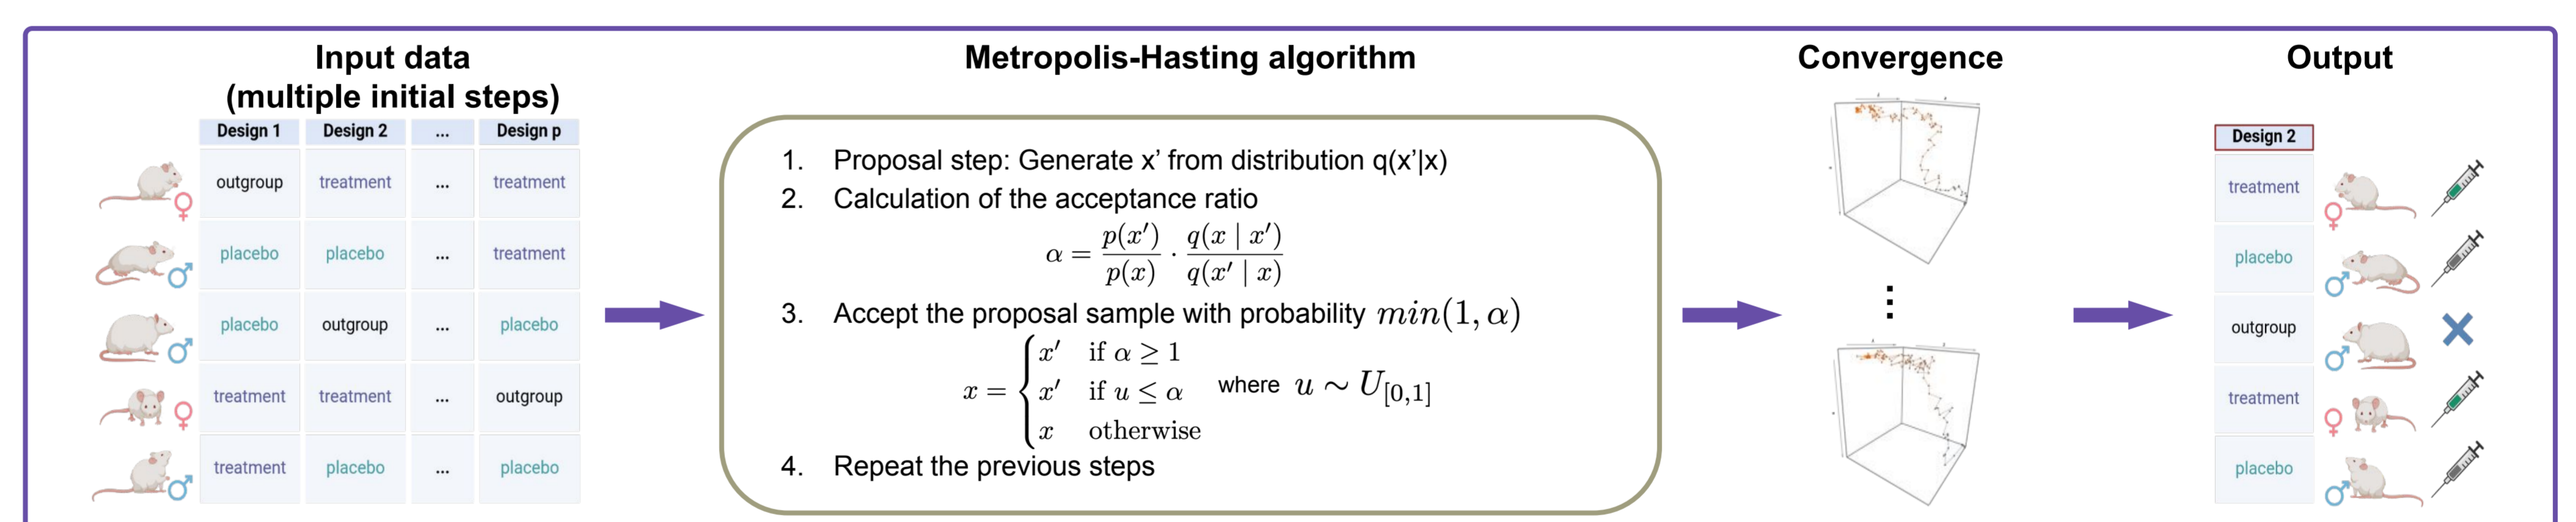 Input data
(multiple initial steps)
Design 1 Design 2 ... Design p
outgroup treatment ... treatment
placebo placebo ... treatment
placebo outgroup ... placebo
treatment treatment ... outgroup
treatment placebo ... placebo
Metropolis-Hasting algorithm
1. Proposal step: Generate x’ from distribution q(x’|x)
2. Calculation of the acceptance ratio
α = p(x′)/p(x) · q(x | x′)/q(x′ | x)
3. Accept the proposal sample with probability min(1, α)
x = { x′ if α ≥ 1
x′ if u ≤ α where u ∼ U[0,1]
x otherwise
4. Repeat the previous steps
Convergence
⋮
Output
Design 2
treatment
placebo
outgroup
treatment
placebo